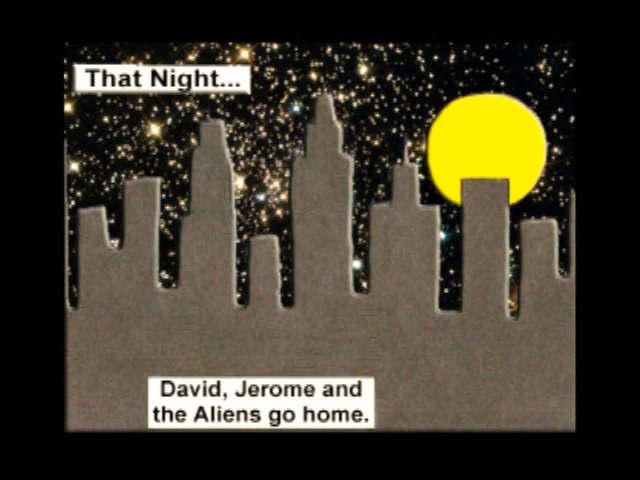 That Night...
David, Jerome and
the Aliens go home.